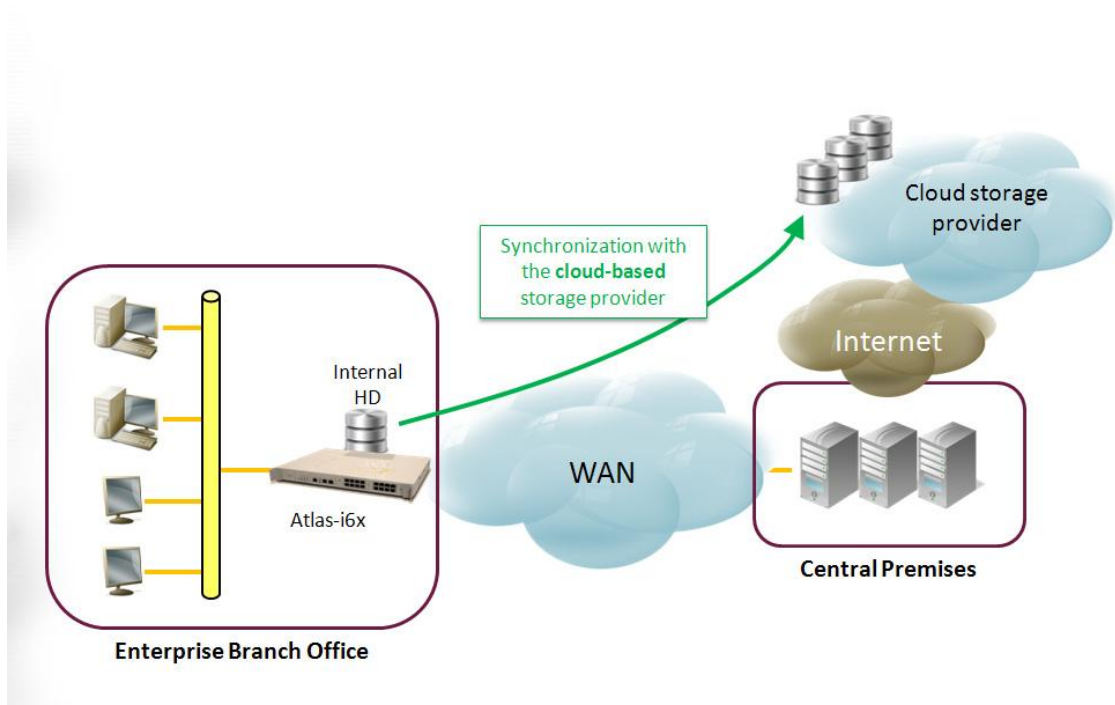 Cloud storage
provider
Synchronization with
the cloud-based
storage provider
Internet
Internal
HD
WAN
Atlas-i6x
Central Premises
Enterprise Branch Office